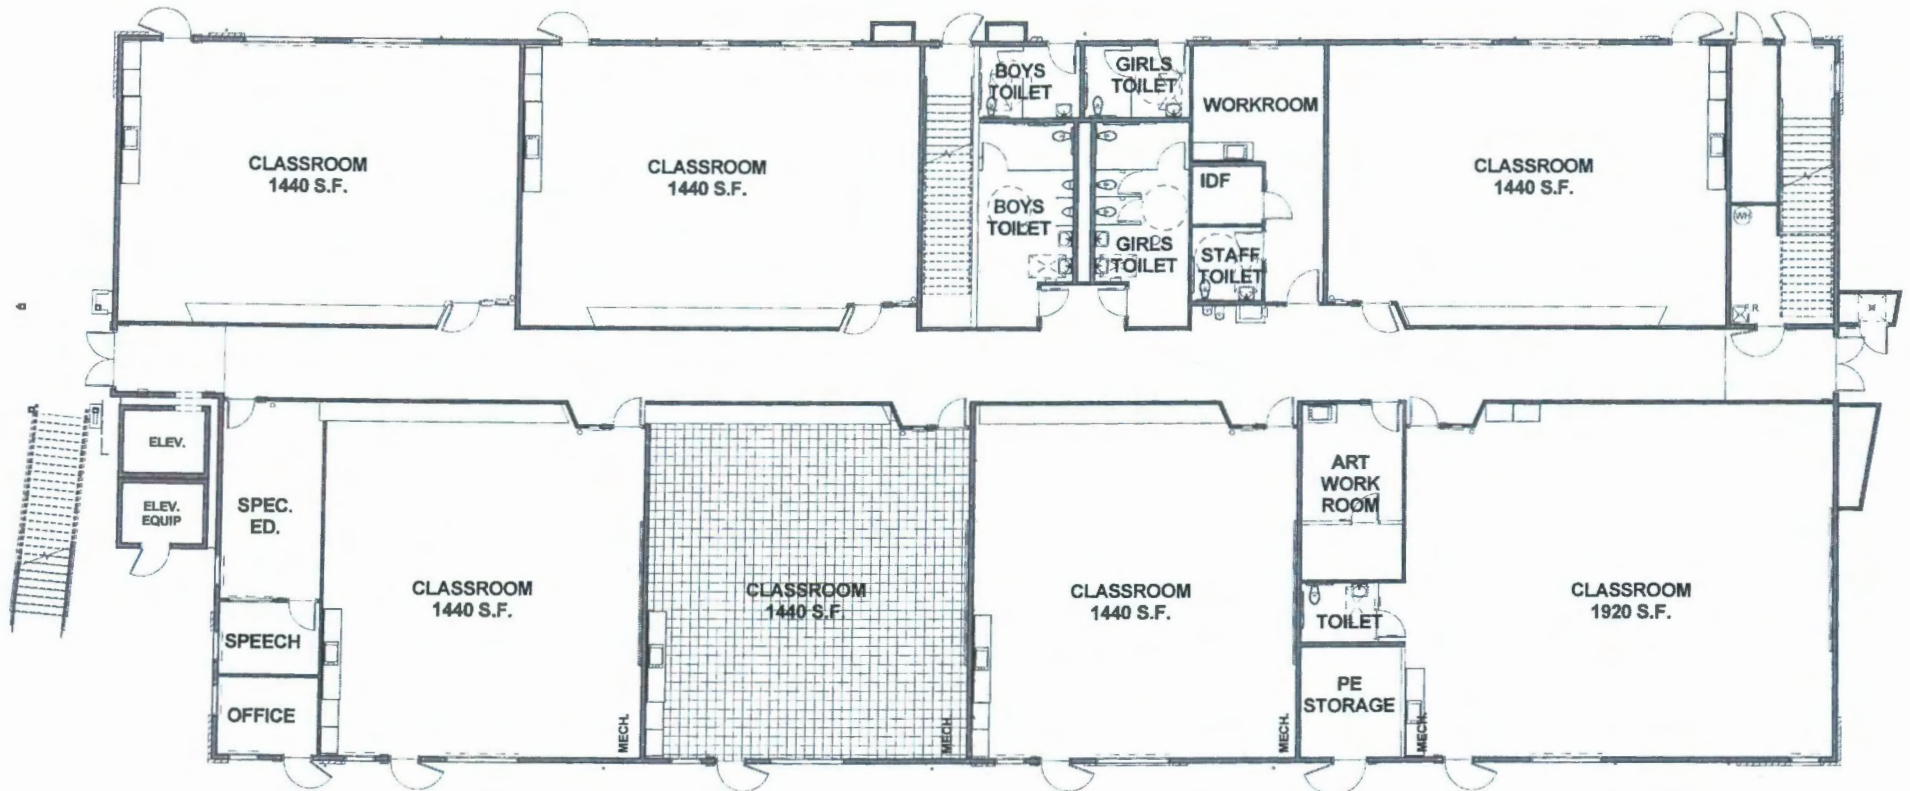 CLASSROOM
1440 S.F.
CLASSROOM
1440 S.F.
BOYS
TOILET
GIRLS
TOILET
WORKROOM
CLASSROOM
1440 S.F.
IDF
BOYS
TOILET
GIRLS
TOILET
STAFF
TOILET
WH
F R
ELEV.
ELEV.
EQUIP
SPEC.
ED.
SPEECH
OFFICE
CLASSROOM
1440 S.F.
MECH.
CLASSROOM
1440 S.F.
MECH
CLASSROOM
1440 S.F.
MECH.
ART
WORK
ROOM
TOILET
PE
STORAGE
MECH.
CLASSROOM
1920 S.F.